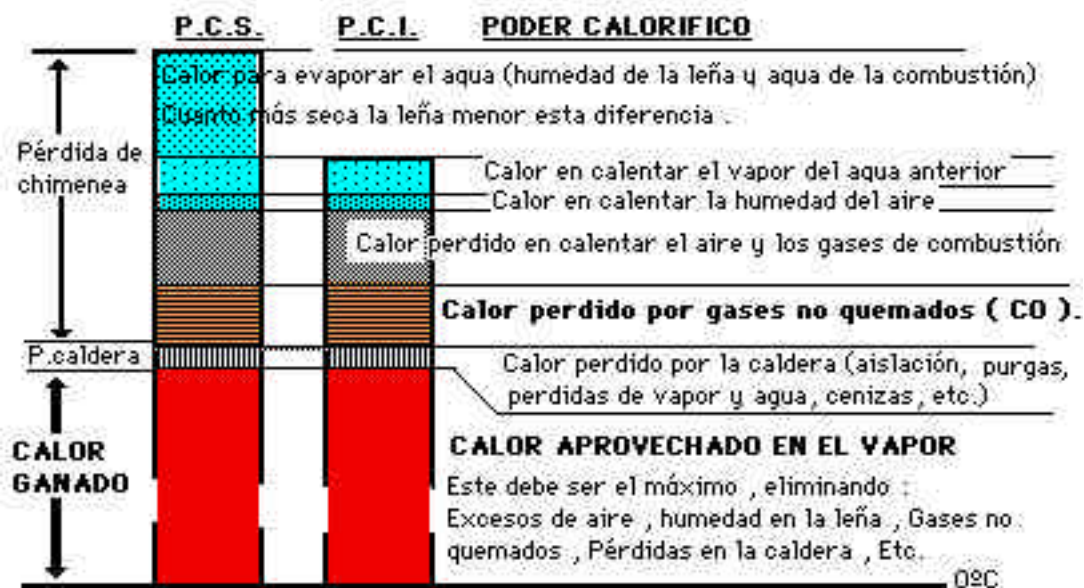 P.C.S. P.C.I. PODER CALORIFICO
Calor para evaporar el aqua (humedad de la leña y aqua de la combustión)
Cuanto más seca la leña menor esta diferencia .
Pérdida de
chimenea
Calor en calentar el vapor del aqua anterior
Calor en calentar la humedad del aire
Calor perdido en calentar el aire y los gases de combustión
Calor perdido por gases no quemados ( CO ).
P.caldera
Calor perdido por la caldera (aislación, purgas,
perdidas de vapor y agua, cenizas, etc.)
CALOR
GANADO
CALOR APROVECHADO EN EL VAPOR
Este debe ser el máximo , eliminando :
Excesos de aire , humedad en la leña , Gases no
quemados , Pérdidas en la caldera , Etc.
0ºC